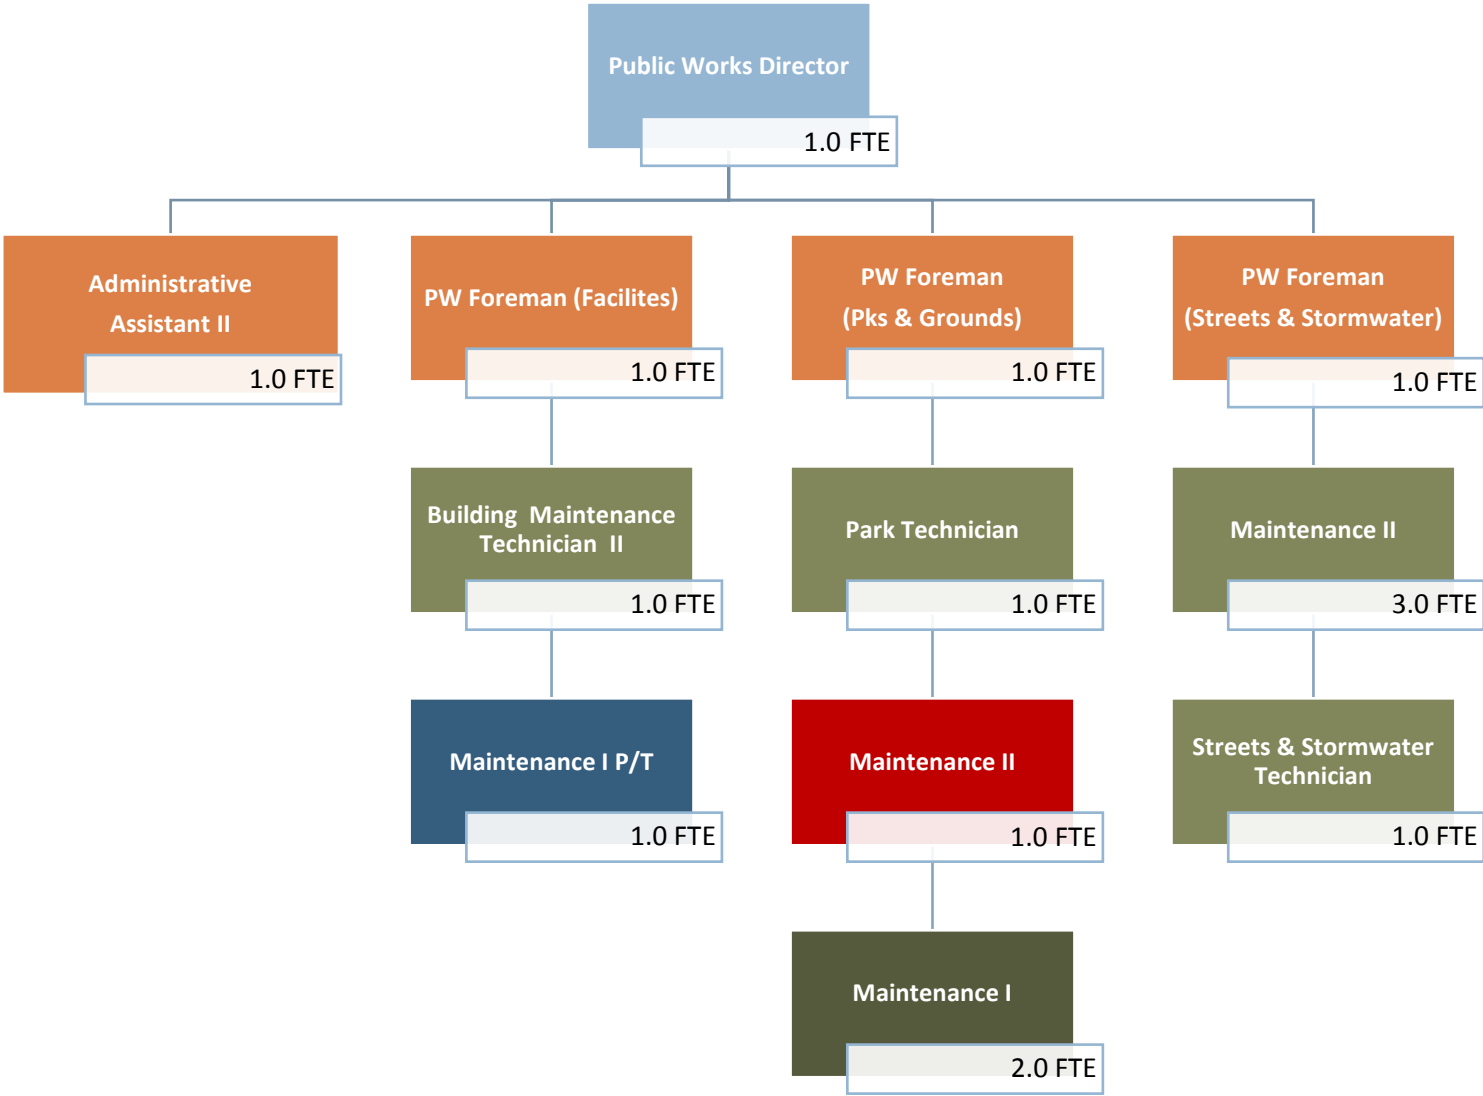 Public Works Director
1.0 FTE
Administrative
Assistant II
1.0 FTE
PW Foreman (Facilites)
1.0 FTE
PW Foreman
(Pks & Grounds)
1.0 FTE
PW Foreman
(Streets & Stormwater)
1.0 FTE
Building  Maintenance
Technician  II
1.0 FTE
Park Technician
1.0 FTE
Maintenance II
3.0 FTE
Maintenance I P/T
1.0 FTE
Maintenance II
1.0 FTE
Streets & Stormwater
Technician
1.0 FTE
Maintenance I
2.0 FTE